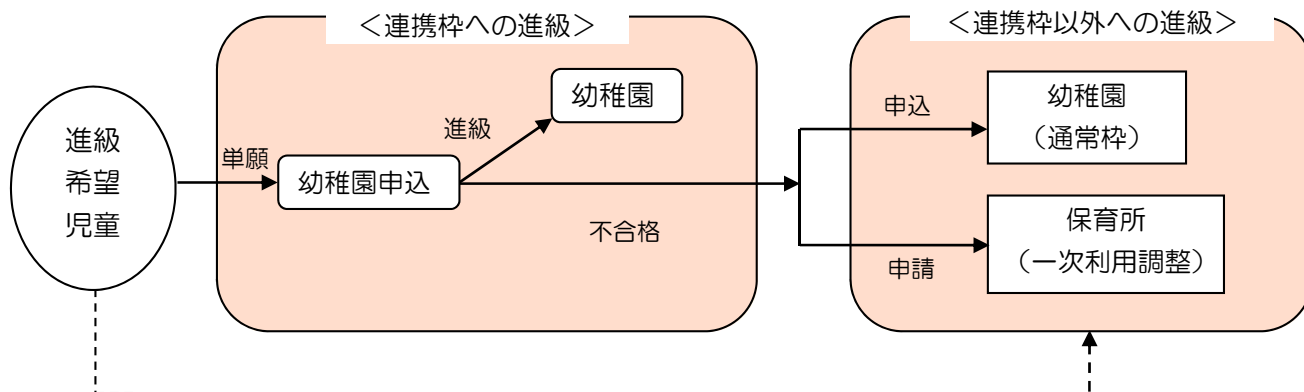 <連携枠への進級>
<連携枠以外への進級>
進級
希望
児童
単願
幼稚園申込
進級
幼稚園
不合格
申込
幼稚園
(通常枠)
申請
保育所
(一次利用調整)